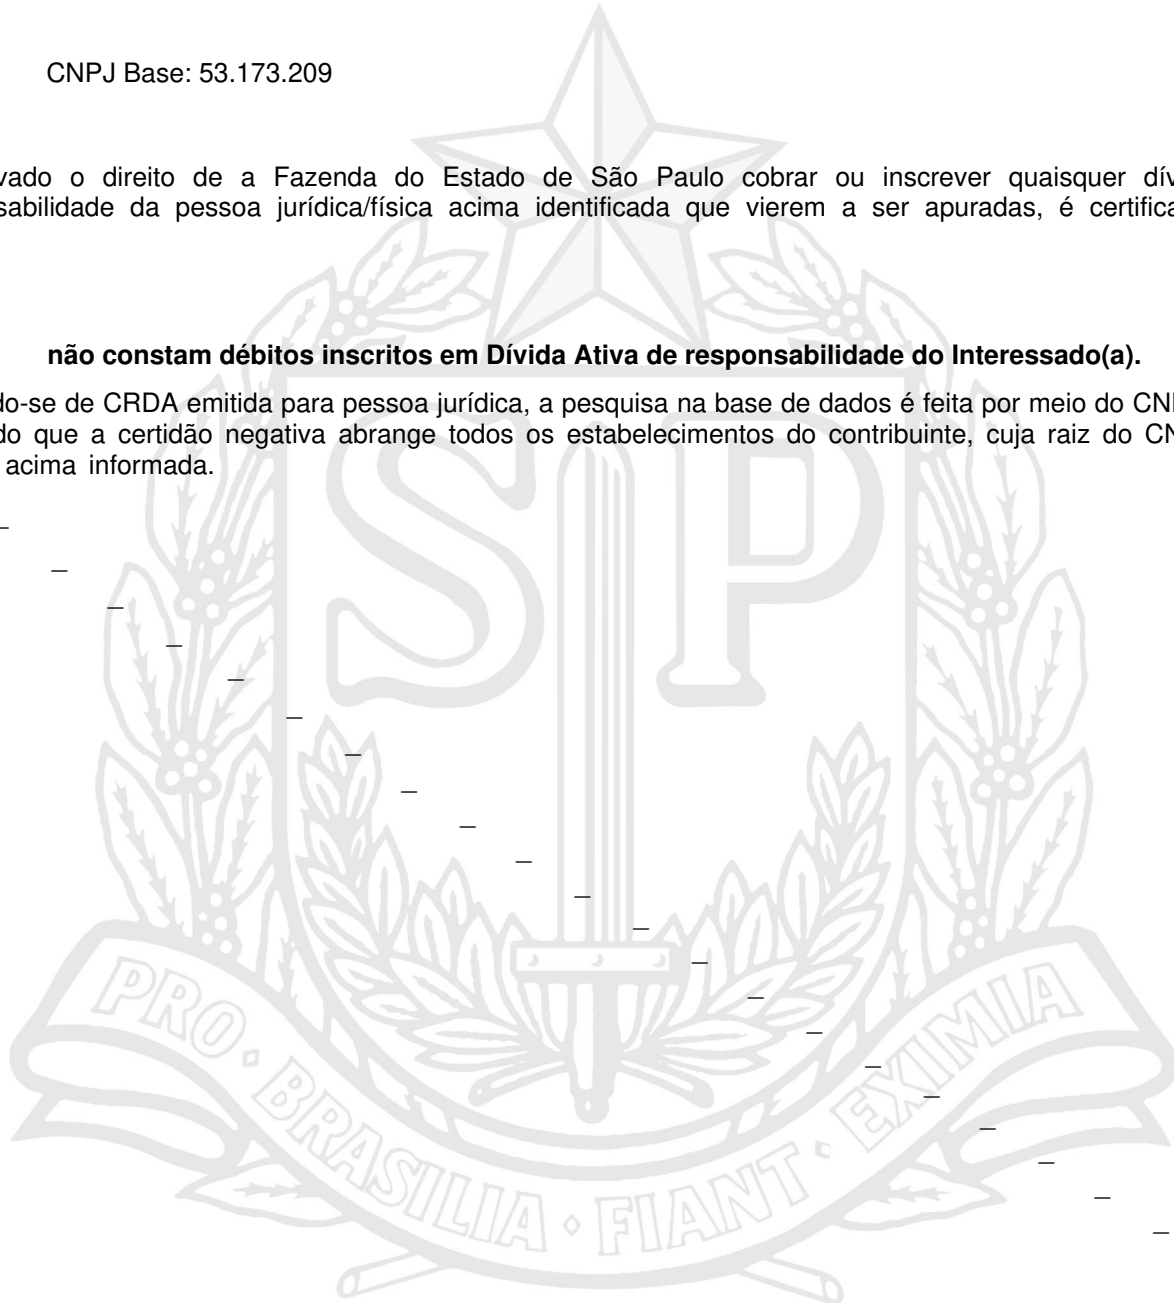 CNPJ Base: 53.173.209
vado o direito de a Fazenda do Estado de São Paulo cobrar ou inscrever quaisquer dív
sabilidade da pessoa jurídica/física acima identificada que vierem a ser apuradas, é certifica
não constam débitos inscritos em Dívida Ativa de responsabilidade do Interessado(a).
do-se de CRDA emitida para pessoa jurídica, a pesquisa na base de dados é feita por meio do CN
do que a certidão negativa abrange todos os estabelecimentos do contribuinte, cuja raiz do CN
acima informada.
SP
PRO · BRASILIA · FIANT · EXIMIA